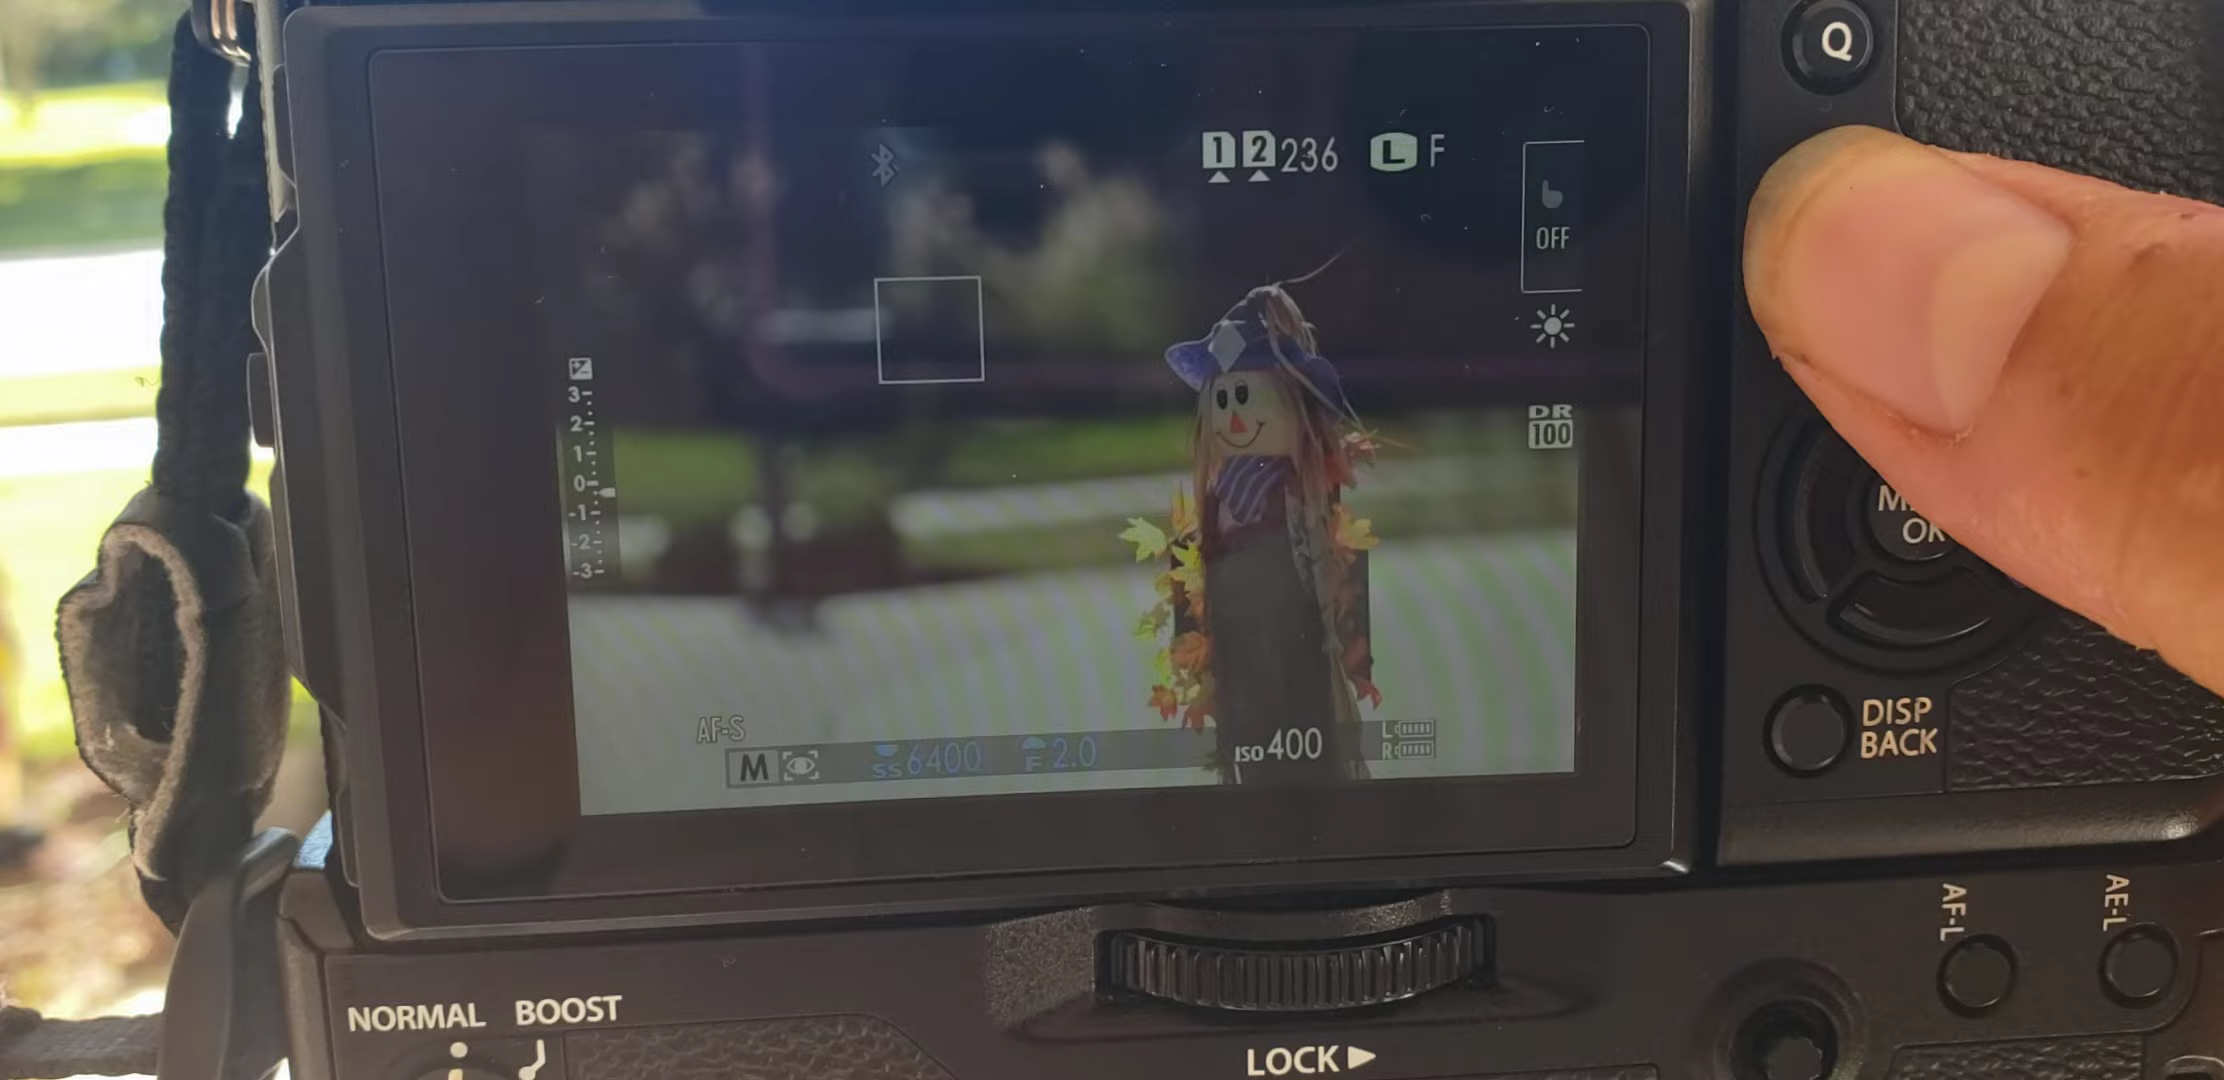 Q
1 2 236 L F
OFF
3
2
1
0
-1
-2
-3
DR
100
OK
AF-S
M SS 6400 F 2.0 ISO 400
L
R
DISP
BACK
AF-L
AE-L
NORMAL BOOST
LOCK